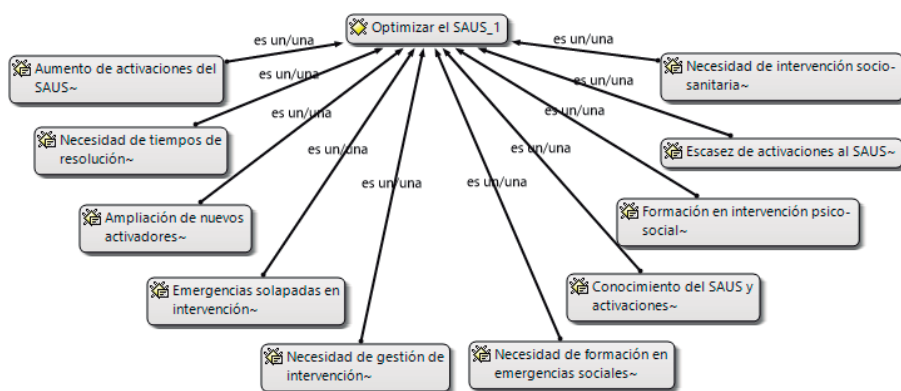 Optimizar el SAUS_1
es un/una
es un/una
Aumento de activaciones del
SAUS~
es un/una
es un/una
Necesidad de intervención socio-
sanitaria~
Necesidad de tiempos de
resolución~
es un/una
es un/una
Escasez de activaciones al SAUS~
es un/una
es un/una
es un/una
es un/una
Ampliación de nuevos
activadores~
Formación en intervención psico-
social~
Emergencias solapadas en
intervención~
Conocimiento del SAUS y
activaciones~
Necesidad de gestión de
intervención~
Necesidad de formación en
emergencias sociales~